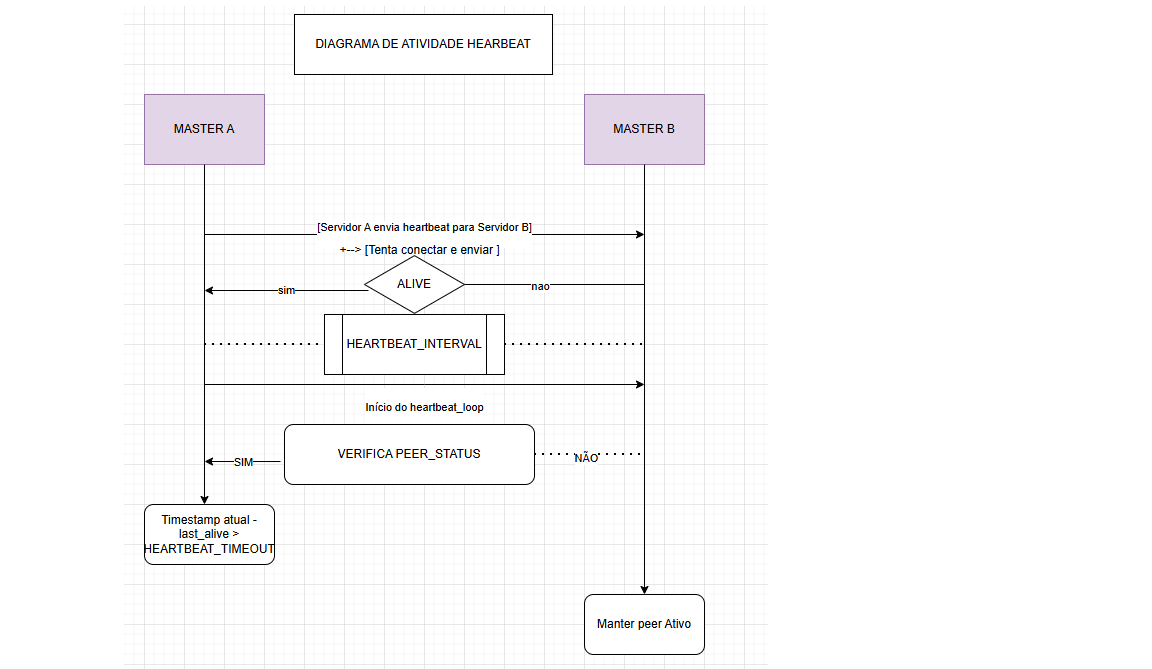 DIAGRAMA DE ATIVIDADE HEARBEAT
MASTER A
MASTER B
[Servidor A envia heartbeat para Servidor B]
+--> [Tenta conectar e enviar ]
ALIVE
sim
nao
HEARTBEAT_INTERVAL
Início do heartbeat_loop
VERIFICA PEER_STATUS
SIM
NÃO
Timestamp atual -
last_alive >
HEARTBEAT_TIMEOUT
Manter peer Ativo